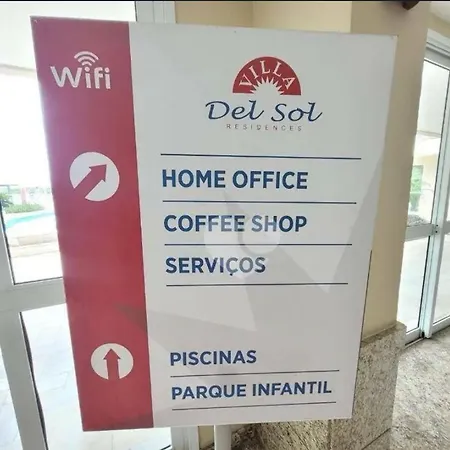 Wifi
VILLA
Del Sol
RESIDENCES
HOME OFFICE
COFFEE SHOP
SERVIÇOS
PISCINAS
PARQUE INFANTIL